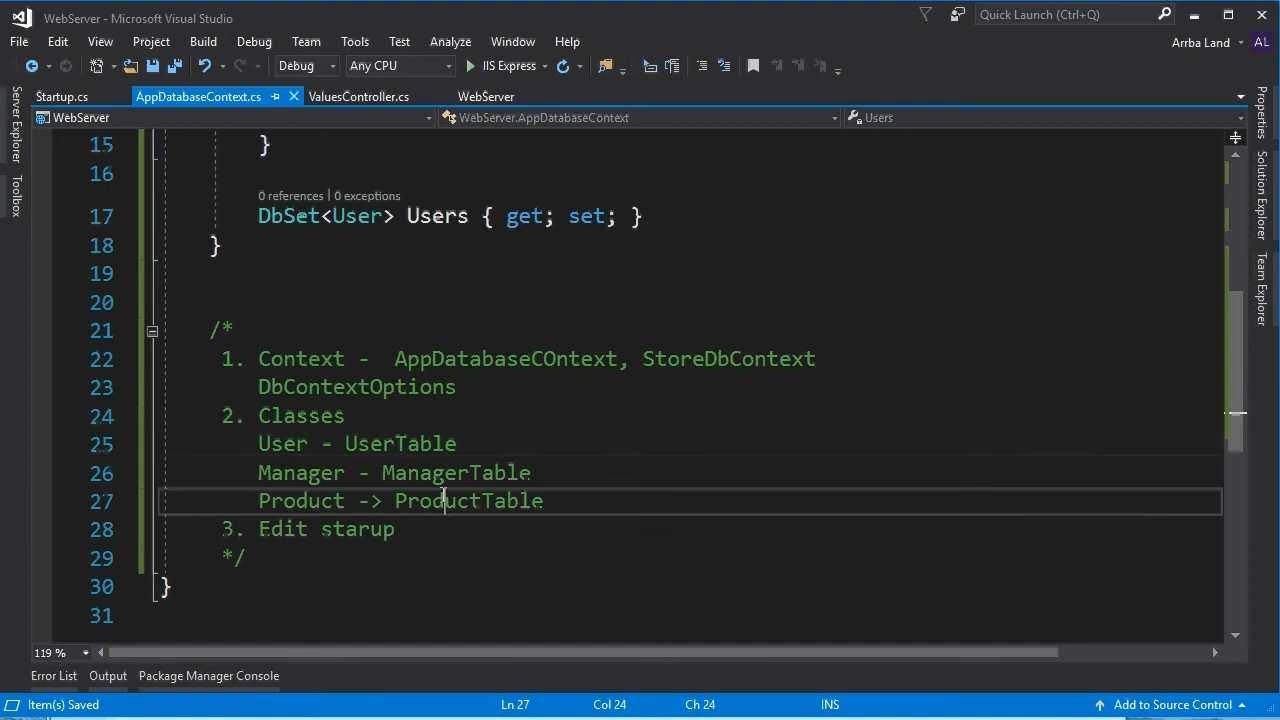 WebServer - Microsoft Visual Studio
Quick Launch (Ctrl+Q)
File Edit View Project Build Debug Team Tools Test Analyze Window Help
Arrba Land AL
Debug Any CPU IIS Express
Startup.cs AppDatabaseContext.cs ValuesController.cs WebServer
WebServer WebServer.AppDatabaseContext Users
Server Explorer
Toolbox
Properties
Solution Explorer
Team Explorer
15 }
16
0 references | 0 exceptions
17 DbSet<User> Users { get; set; }
18 }
19
20
21 /*
22 1. Context - AppDatabaseCOntext, StoreDbContext
23 DbContextOptions
24 2. Classes
25 User - UserTable
26 Manager - ManagerTable
27 Product -> ProductTable
28 3. Edit starup
29 */
30 }
31
119 %
Error List Output Package Manager Console
Item(s) Saved Ln 27 Col 24 Ch 24 INS Add to Source Control